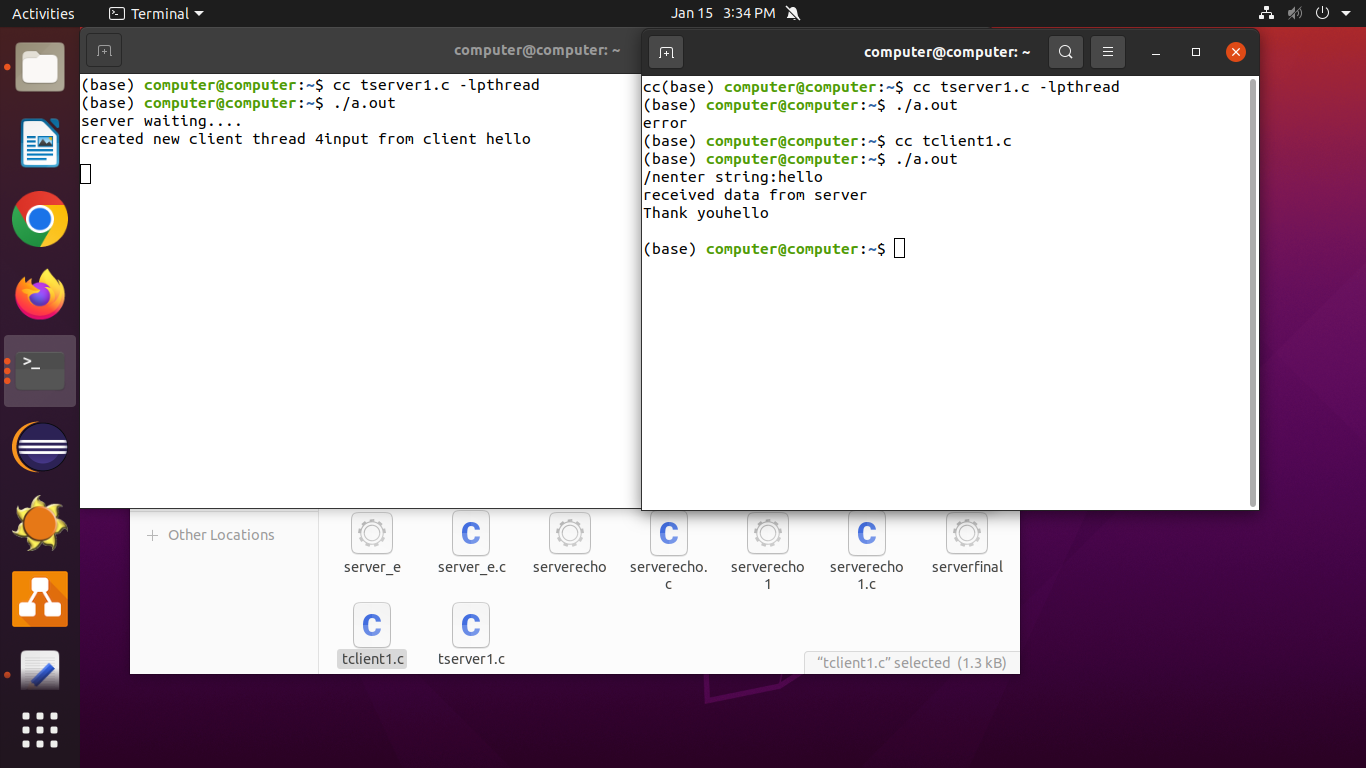 Activities
Terminal
Jan 15 3:34 PM
computer@computer: ~
(base) computer@computer:~$ cc tserver1.c -lpthread
(base) computer@computer:~$ ./a.out
server waiting....
created new client thread 4input from client hello
computer@computer: ~
cc(base) computer@computer:~$ cc tserver1.c -lpthread
(base) computer@computer:~$ ./a.out
error
(base) computer@computer:~$ cc tclient1.c
(base) computer@computer:~$ ./a.out
/nenter string:hello
received data from server
Thank youhello
(base) computer@computer:~$
+ Other Locations
server_e
server_e.c
serverecho
serverecho.
c
serverecho
1
serverecho
1.c
serverfinal
tclient1.c
tserver1.c
“tclient1.c” selected (1.3 kB)